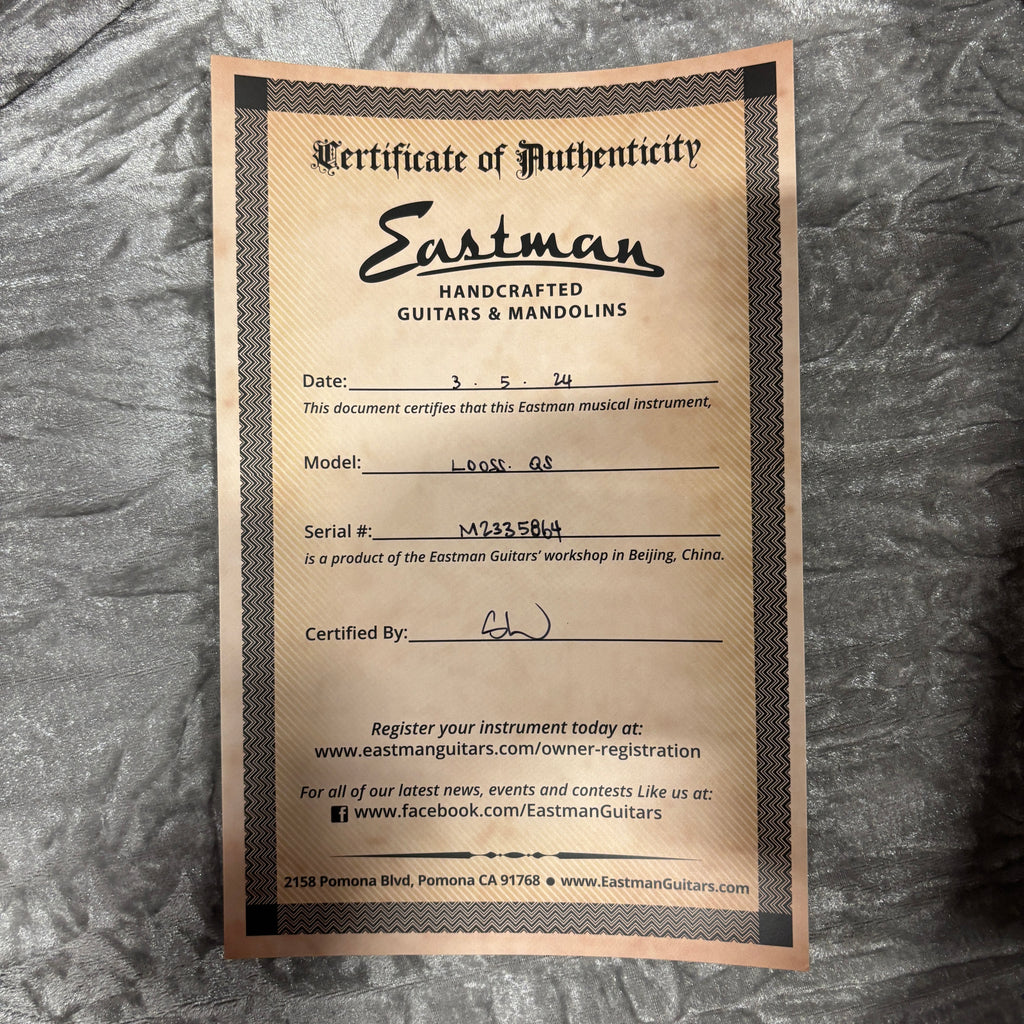 Certificate of Authenticity
Eastman
HANDCRAFTED
GUITARS & MANDOLINS
Date: 3 . 5 . 24
This document certifies that this Eastman musical instrument,
Model: L00SS. QS
Serial #: M2335864
is a product of the Eastman Guitars’ workshop in Beijing, China.
Certified By:
Register your instrument today at:
www.eastmanguitars.com/owner-registration
For all of our latest news, events and contests Like us at:
f www.facebook.com/EastmanGuitars
2158 Pomona Blvd, Pomona CA 91768 ● www.EastmanGuitars.com